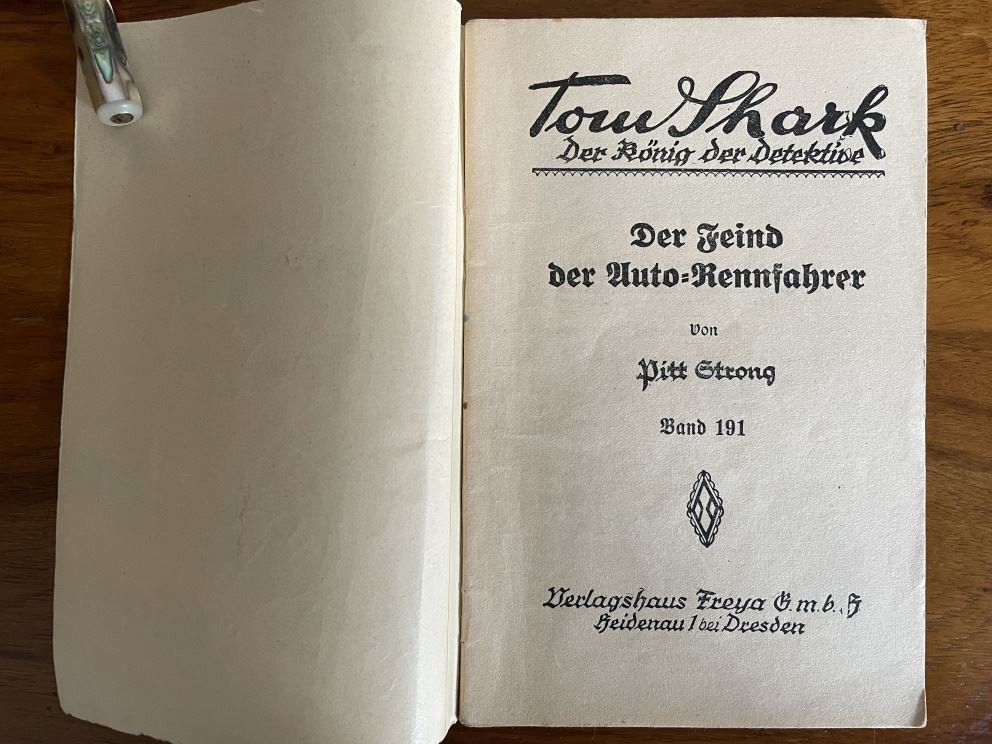 Tom Shark
Der König der Detektive
Der Feind
der Auto-Rennfahrer
von
Pitt Strong
Band 191
Verlagshaus Freya G.m.b.H
Heidenau 1 bei Dresden